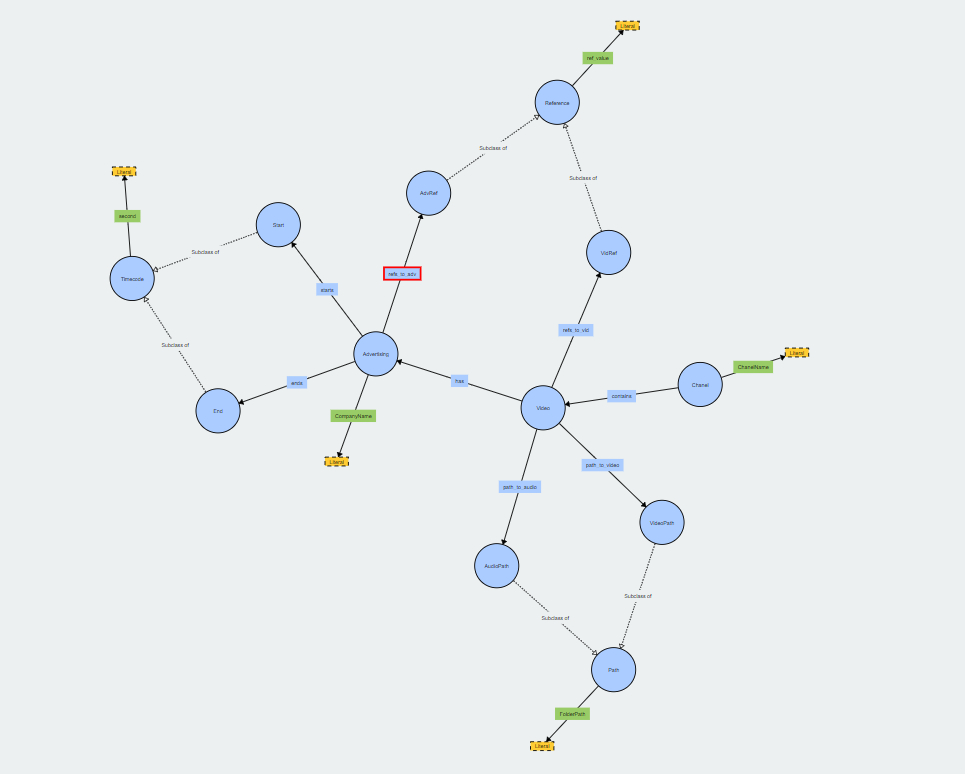 Literal
ref_value
Reference
Subclass of
Literal
Subclass of
AdvRef
second
Start
Subclass of
VidRef
Timecode
refs_to_adv
starts
refs_to_vid
Subclass of
Advertising
Literal
ChanelName
has
ends
Chanel
contains
End
Video
CompanyName
Literal
path_to_video
path_to_audio
VideoPath
AudioPath
Subclass of
Subclass of
Path
FolderPath
Literal